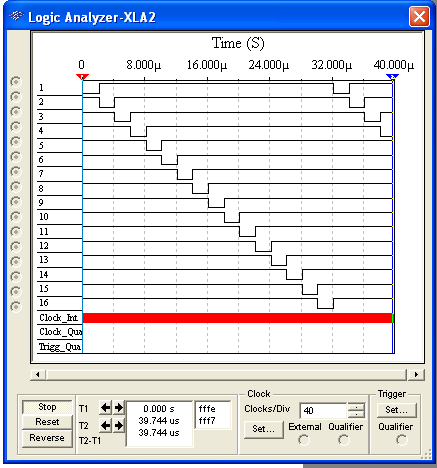 Logic Analyzer-XLA2
Time (S)
0 8.000µ 16.000µ 24.000µ 32.000µ 40.000µ
1
2
3
4
5
6
7
8
9
10
11
12
13
14
15
16
Clock_Int
Clock_Qua
Trigg_Qua
Stop
Reset
Reverse
T1 0.000 s fffe
T2 39.744 us fff7
T2-T1 39.744 us
Clock
Clocks/Div 40
Set... External Qualifier
Trigger
Set...
Qualifier